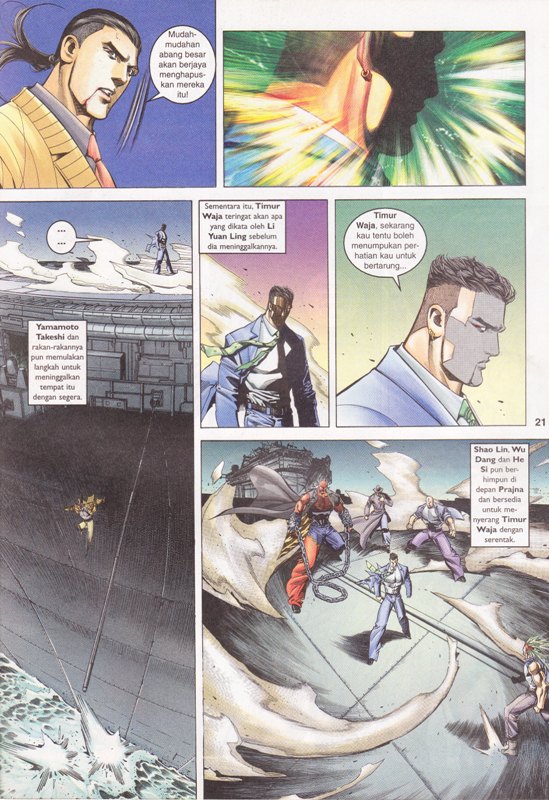 Mudah-
mudahan
abang besar
akan berjaya
menghapus-
kan mereka
itu!
...
...
Yamamoto
Takeshi dan
rakan-rakannya
pun memulakan
langkah untuk
meninggalkan
tempat itu
dengan segera.
Sementara itu, Timur
Waja teringat akan apa
yang dikata oleh Li
Yuan Ling sebelum
dia meninggalkannya.
Timur
Waja, sekarang
kau tentu boleh
menumpukan per-
hatian kau untuk
bertarung...
21
Shao Lin, Wu
Dang dan He
Si pun ber-
himpun di
depan Prajna
dan bersedia
untuk me-
nyerang Timur
Waja dengan
serentak.